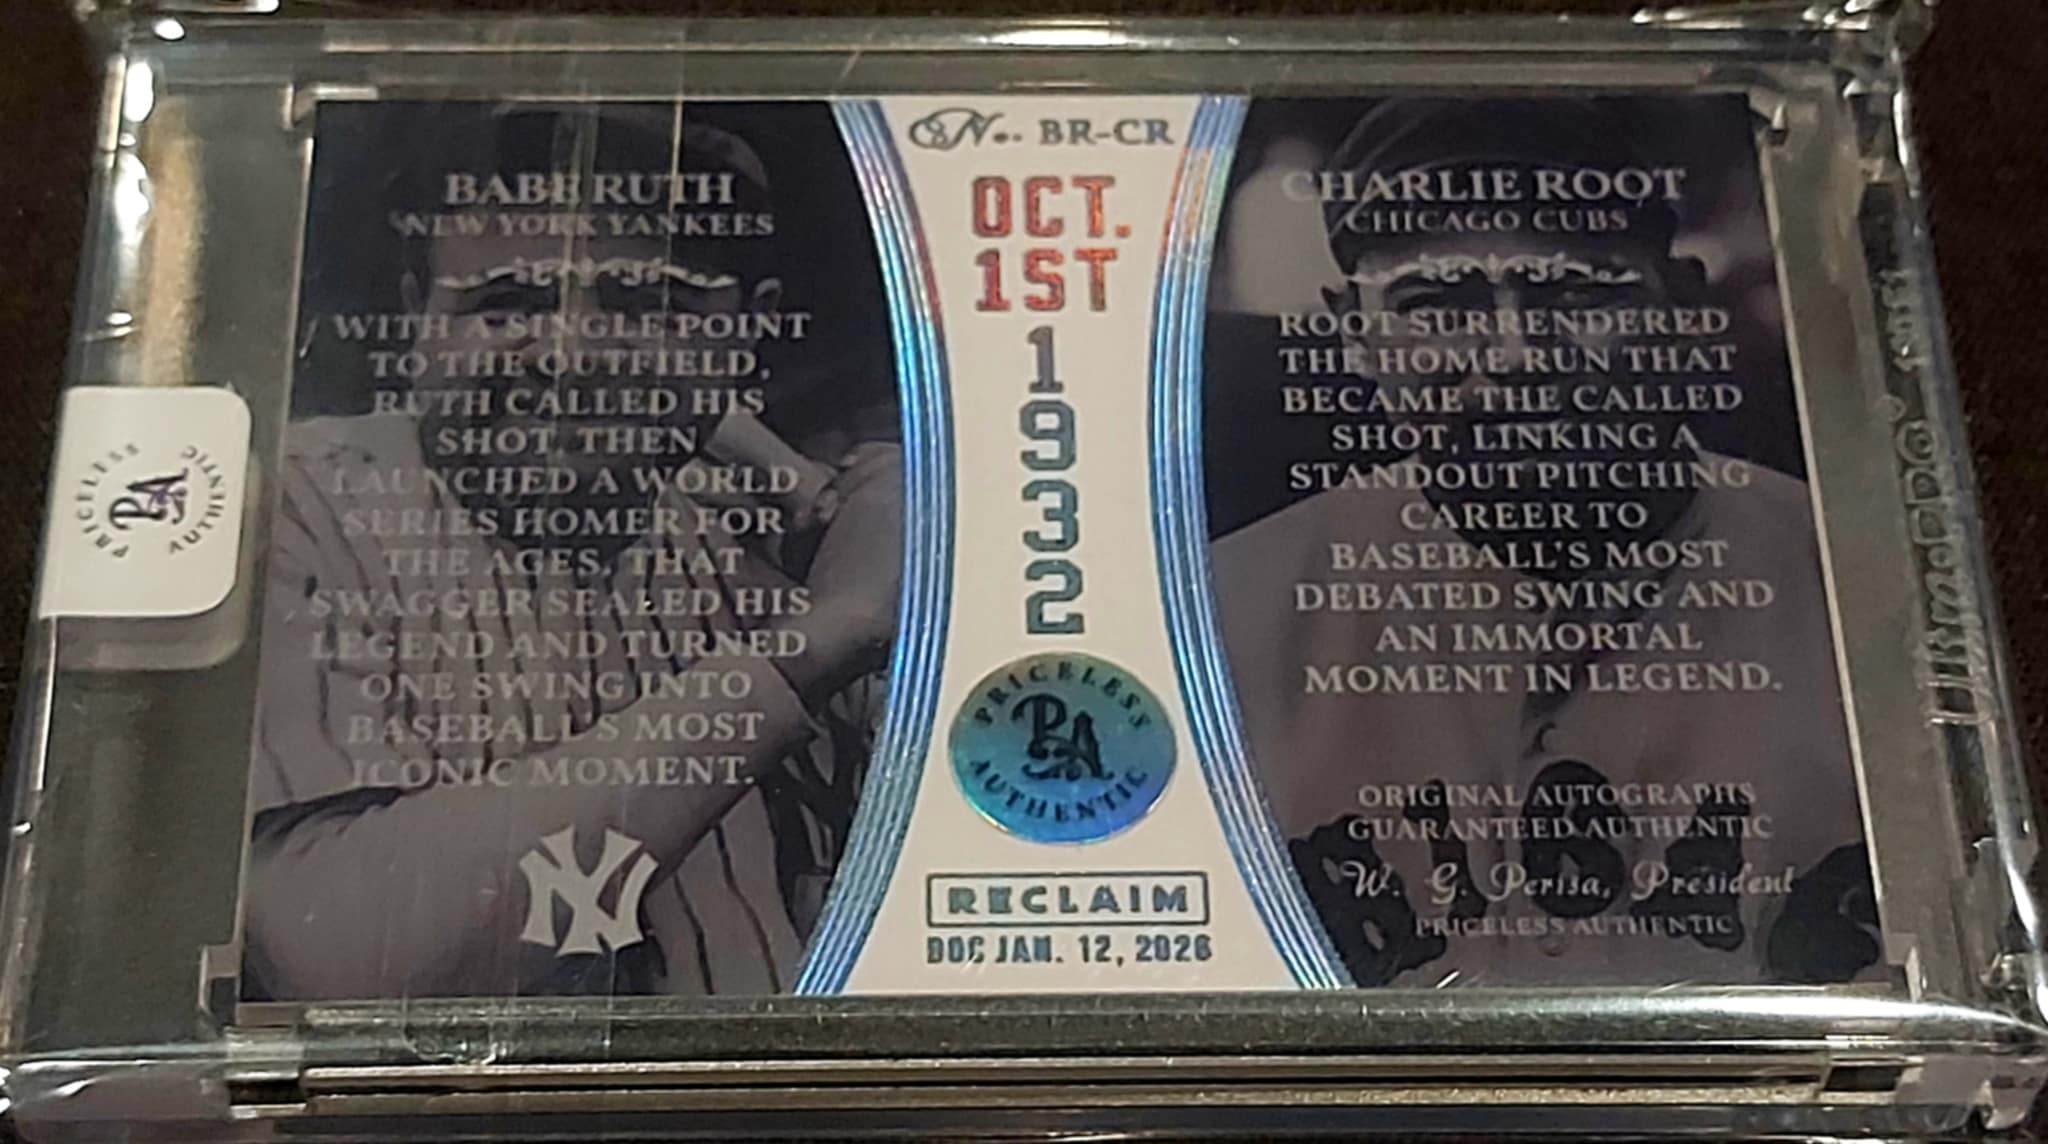 No. BR-CR
OCT.
1ST
1932
PRICELESS
PA
AUTHENTIC
RECLAIM
DOC JAN. 12, 2026
BABE RUTH
NEW YORK YANKEES
WITH A SINGLE POINT
TO THE OUTFIELD,
RUTH CALLED HIS
SHOT, THEN
LAUNCHED A WORLD
SERIES HOMER FOR
THE AGES. THAT
SWAGGER SEALED HIS
LEGEND AND TURNED
ONE SWING INTO
BASEBALL'S MOST
ICONIC MOMENT.
NY
CHARLIE ROOT
CHICAGO CUBS
ROOT SURRENDERED
THE HOME RUN THAT
BECAME THE CALLED
SHOT, LINKING A
STANDOUT PITCHING
CAREER TO
BASEBALL'S MOST
DEBATED SWING AND
AN IMMORTAL
MOMENT IN LEGEND.
ORIGINAL AUTOGRAPHS
GUARANTEED AUTHENTIC
W. G. Perisa, President
PRICELESS AUTHENTIC
PRICELESS
PA
AUTHENTIC